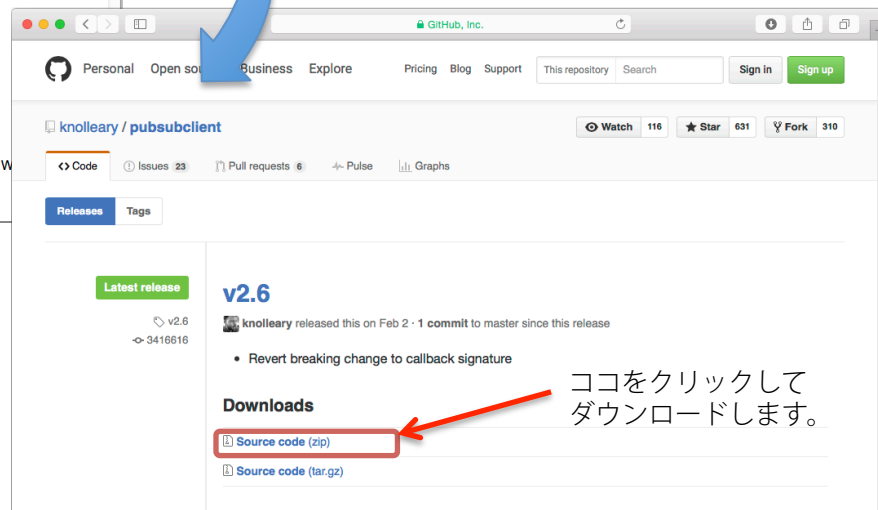 GitHub, Inc.
Personal Open sou Business Explore Pricing Blog Support This repository Search Sign in Sign up
knolleary / pubsubclient Watch 116 Star 631 Fork 310
W
<> Code Issues 23 Pull requests 6 Pulse Graphs
Releases Tags
Latest release
v2.6
v2.6
knolleary released this on Feb 2 · 1 commit to master since this release
3416616
• Revert breaking change to callback signature
ココをクリックして
ダウンロードします。
Downloads
Source code (zip)
Source code (tar.gz)